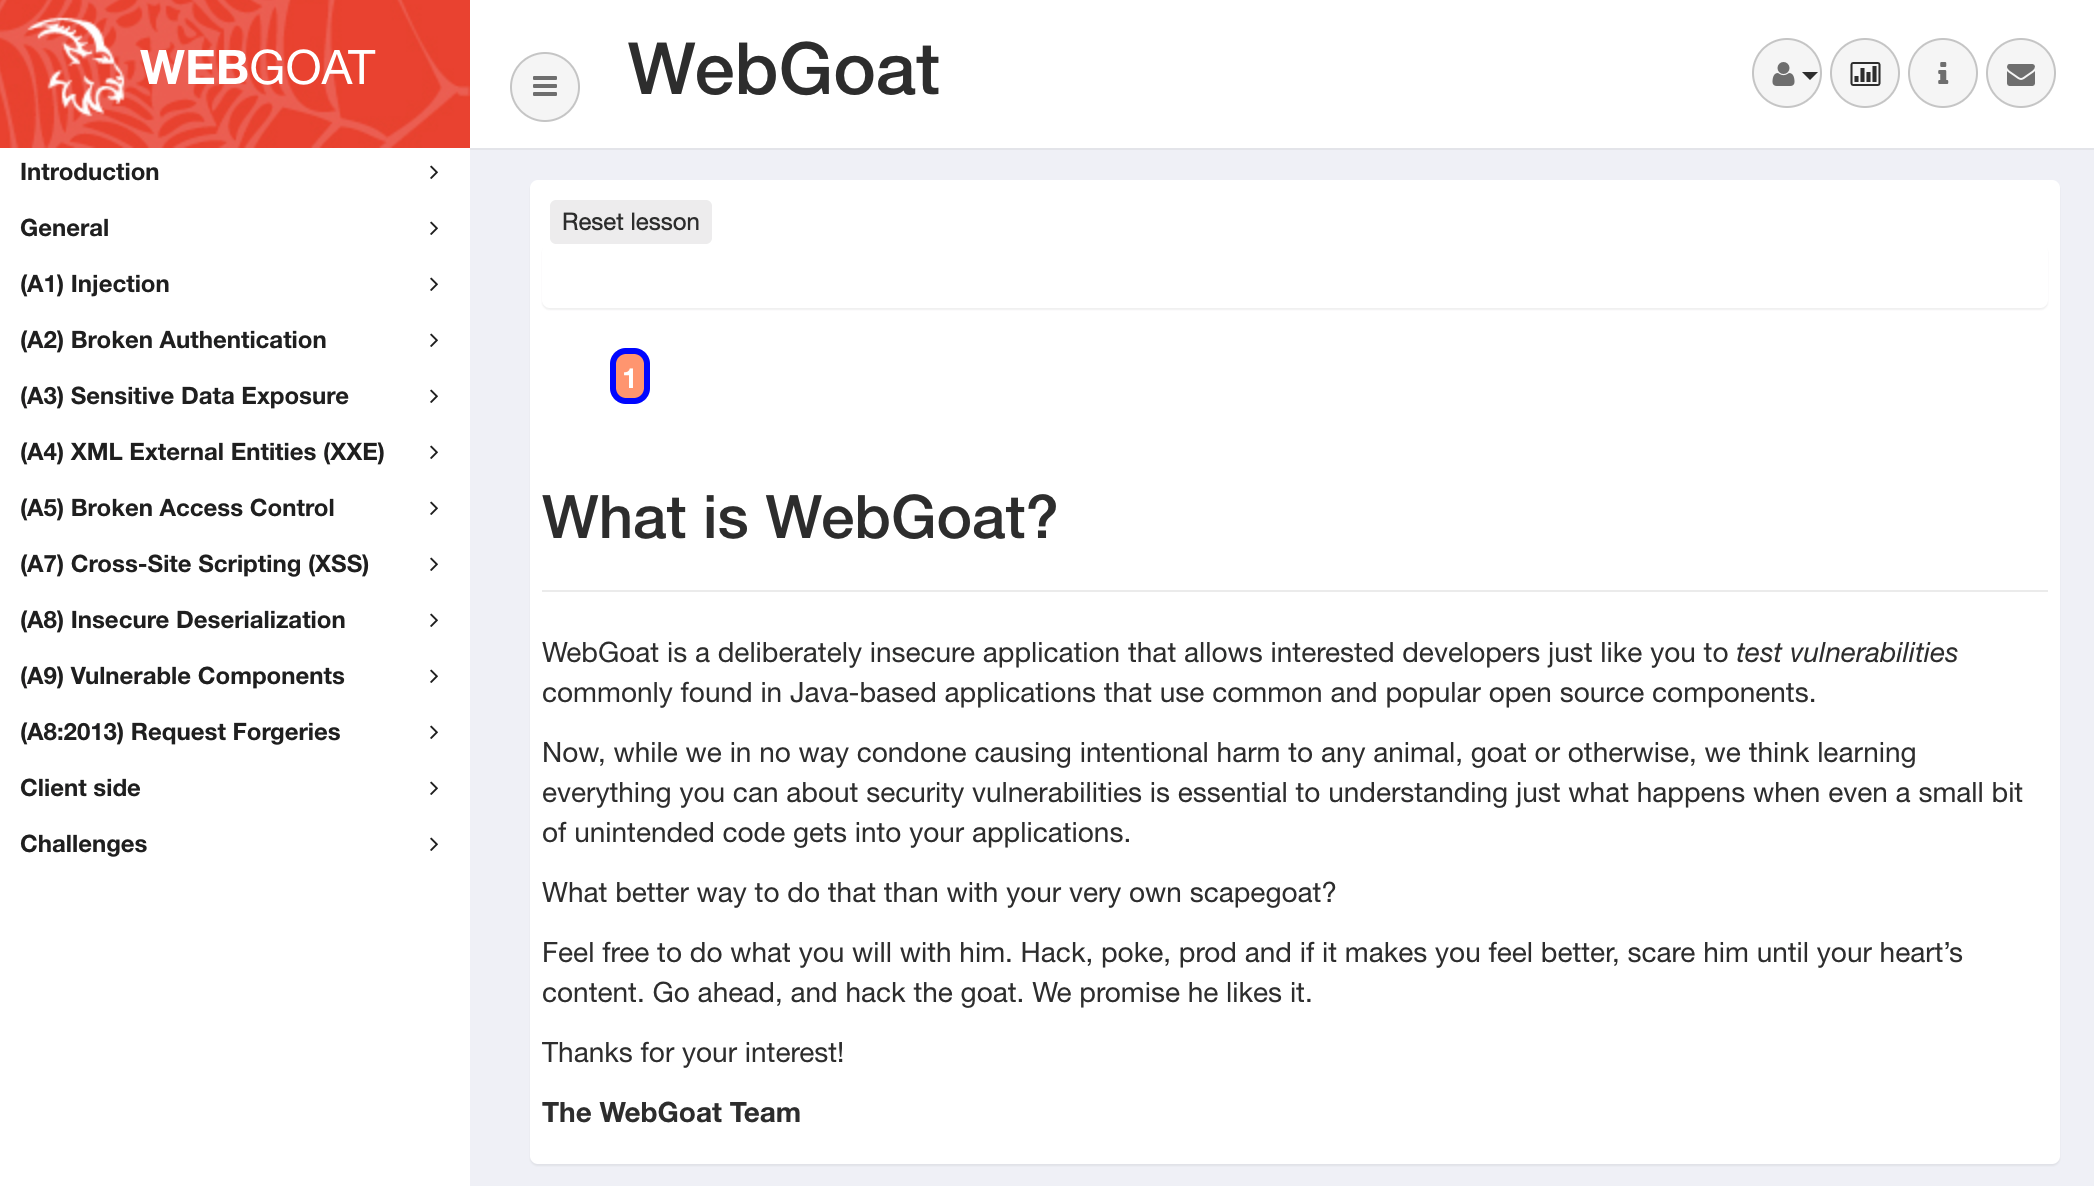 WEBGOAT
WebGoat
Introduction
General
(A1) Injection
(A2) Broken Authentication
(A3) Sensitive Data Exposure
(A4) XML External Entities (XXE)
(A5) Broken Access Control
(A7) Cross-Site Scripting (XSS)
(A8) Insecure Deserialization
(A9) Vulnerable Components
(A8:2013) Request Forgeries
Client side
Challenges
Reset lesson
1
What is WebGoat?
WebGoat is a deliberately insecure application that allows interested developers just like you to test vulnerabilities
commonly found in Java-based applications that use common and popular open source components.
Now, while we in no way condone causing intentional harm to any animal, goat or otherwise, we think learning
everything you can about security vulnerabilities is essential to understanding just what happens when even a small bit
of unintended code gets into your applications.
What better way to do that than with your very own scapegoat?
Feel free to do what you will with him. Hack, poke, prod and if it makes you feel better, scare him until your heart’s
content. Go ahead, and hack the goat. We promise he likes it.
Thanks for your interest!
The WebGoat Team